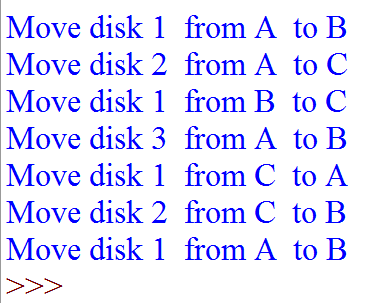 Move disk 1  from A  to B
Move disk 2  from A  to C
Move disk 1  from B  to C
Move disk 3  from A  to B
Move disk 1  from C  to A
Move disk 2  from C  to B
Move disk 1  from A  to B
>>>